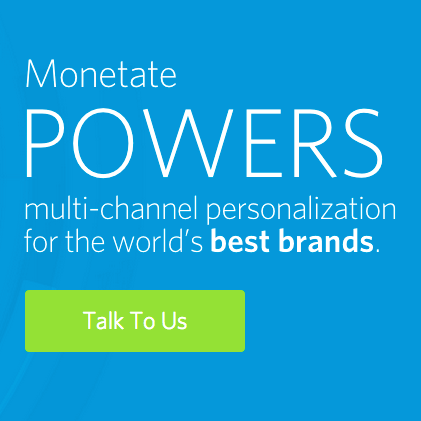 Monetate
POWERS
multi-channel personalization
for the world’s best brands.
Talk To Us